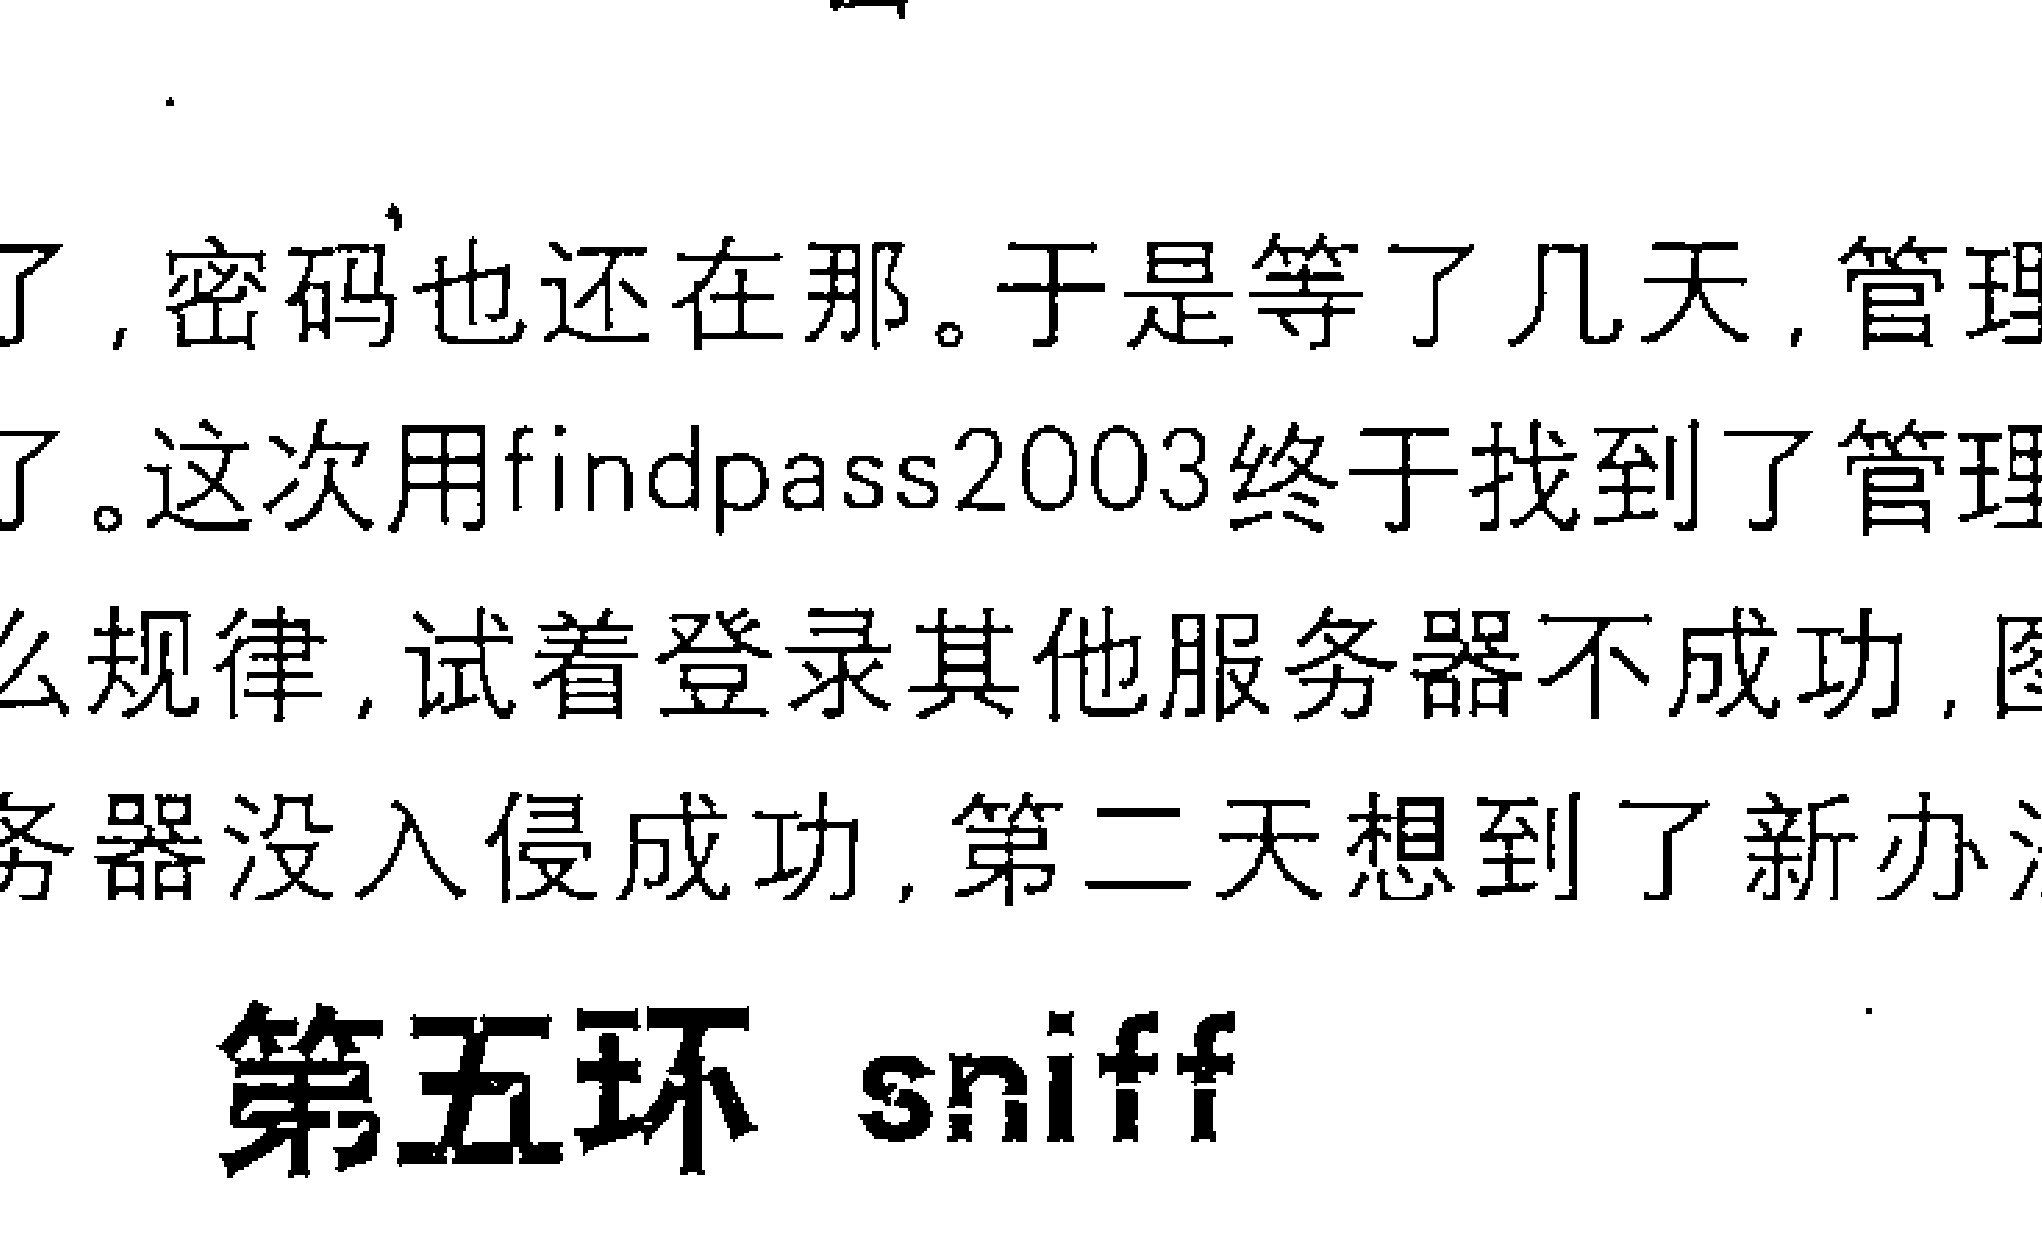 了，密码也还在那。于是等了几天，管理
了。这次用findpass2003终于找到了管理
么规律，试着登录其他服务器不成功，图
务器没入侵成功，第二天想到了新办法
第五环 sniff